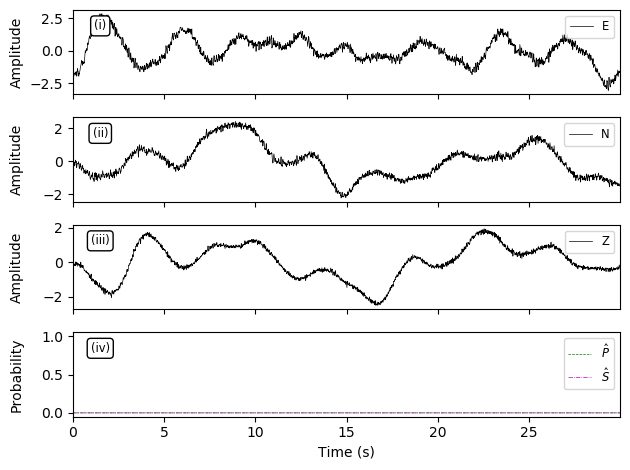 2.5
0.0
−2.5
Amplitude
(i)
E
2
0
−2
Amplitude
(ii)
N
2
0
−2
Amplitude
(iii)
Z
1.0
0.5
0.0
Probability
(iv)
P̂
Ŝ
0 5 10 15 20 25
Time (s)